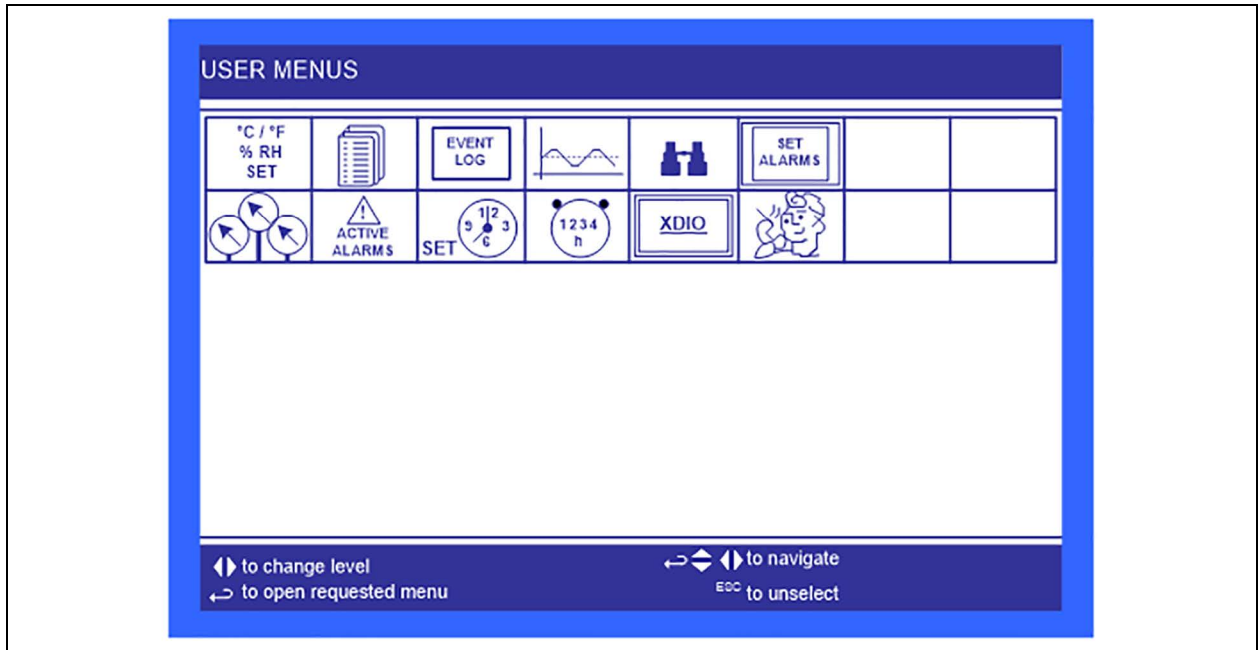 USER MENUS
°C / °F
% RH
SET
EVENT
LOG
SET
ALARMS
ACTIVE
ALARMS
SET
9 12 3
6
1234
h
XDIO
to change level
to open requested menu
to navigate
ESC to unselect